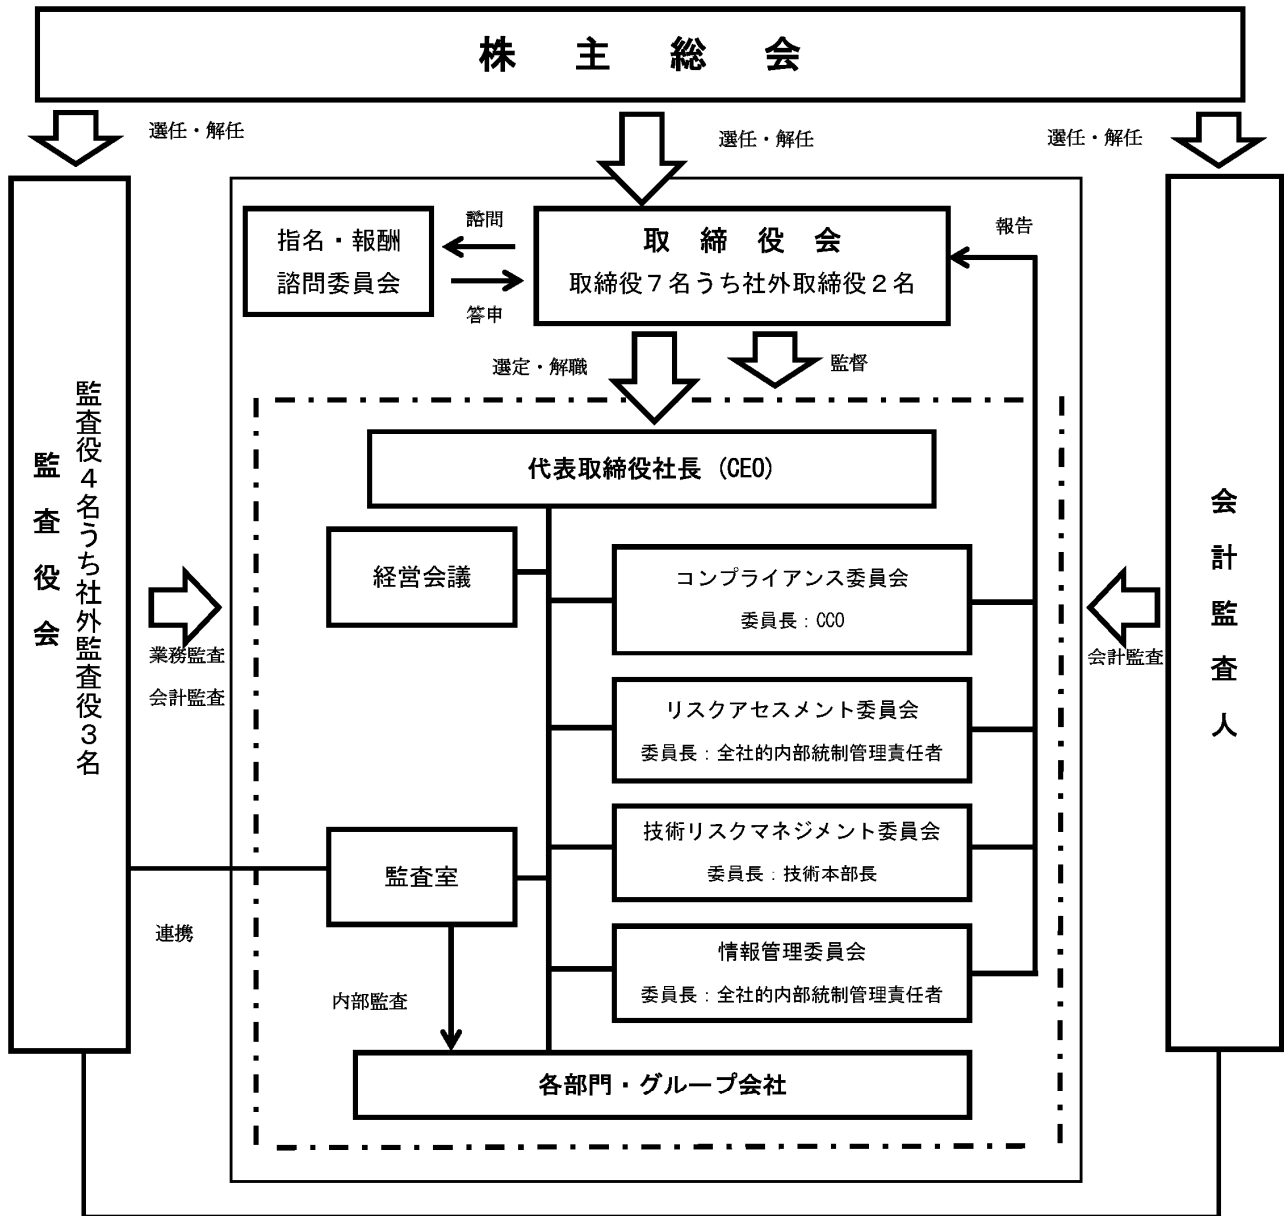 株主総会
選任・解任
選任・解任
選任・解任
指名・報酬
諮問委員会
諮問
答申
取締役会
取締役７名うち社外取締役２名
報告
選定・解職
監督
監査役会
監査役４名うち社外監査役３名
代表取締役社長（CEO）
経営会議
コンプライアンス委員会
委員長：CCO
業務監査
会計監査
会計監査
会計監査人
リスクアセスメント委員会
委員長：全社的内部統制管理責任者
技術リスクマネジメント委員会
委員長：技術本部長
監査室
連携
情報管理委員会
委員長：全社的内部統制管理責任者
内部監査
各部門・グループ会社